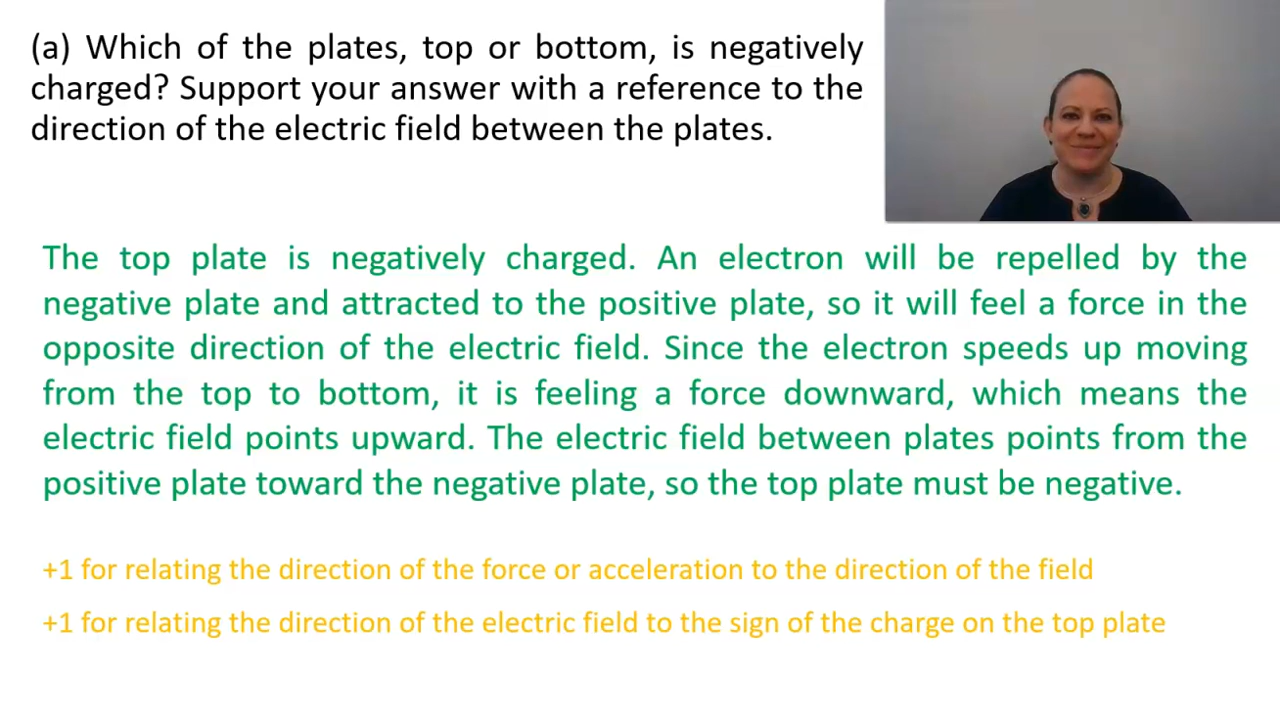 (a) Which of the plates, top or bottom, is negatively
charged? Support your answer with a reference to the
direction of the electric field between the plates.
The top plate is negatively charged. An electron will be repelled by the
negative plate and attracted to the positive plate, so it will feel a force in the
opposite direction of the electric field. Since the electron speeds up moving
from the top to bottom, it is feeling a force downward, which means the
electric field points upward. The electric field between plates points from the
positive plate toward the negative plate, so the top plate must be negative.
+1 for relating the direction of the force or acceleration to the direction of the field
+1 for relating the direction of the electric field to the sign of the charge on the top plate